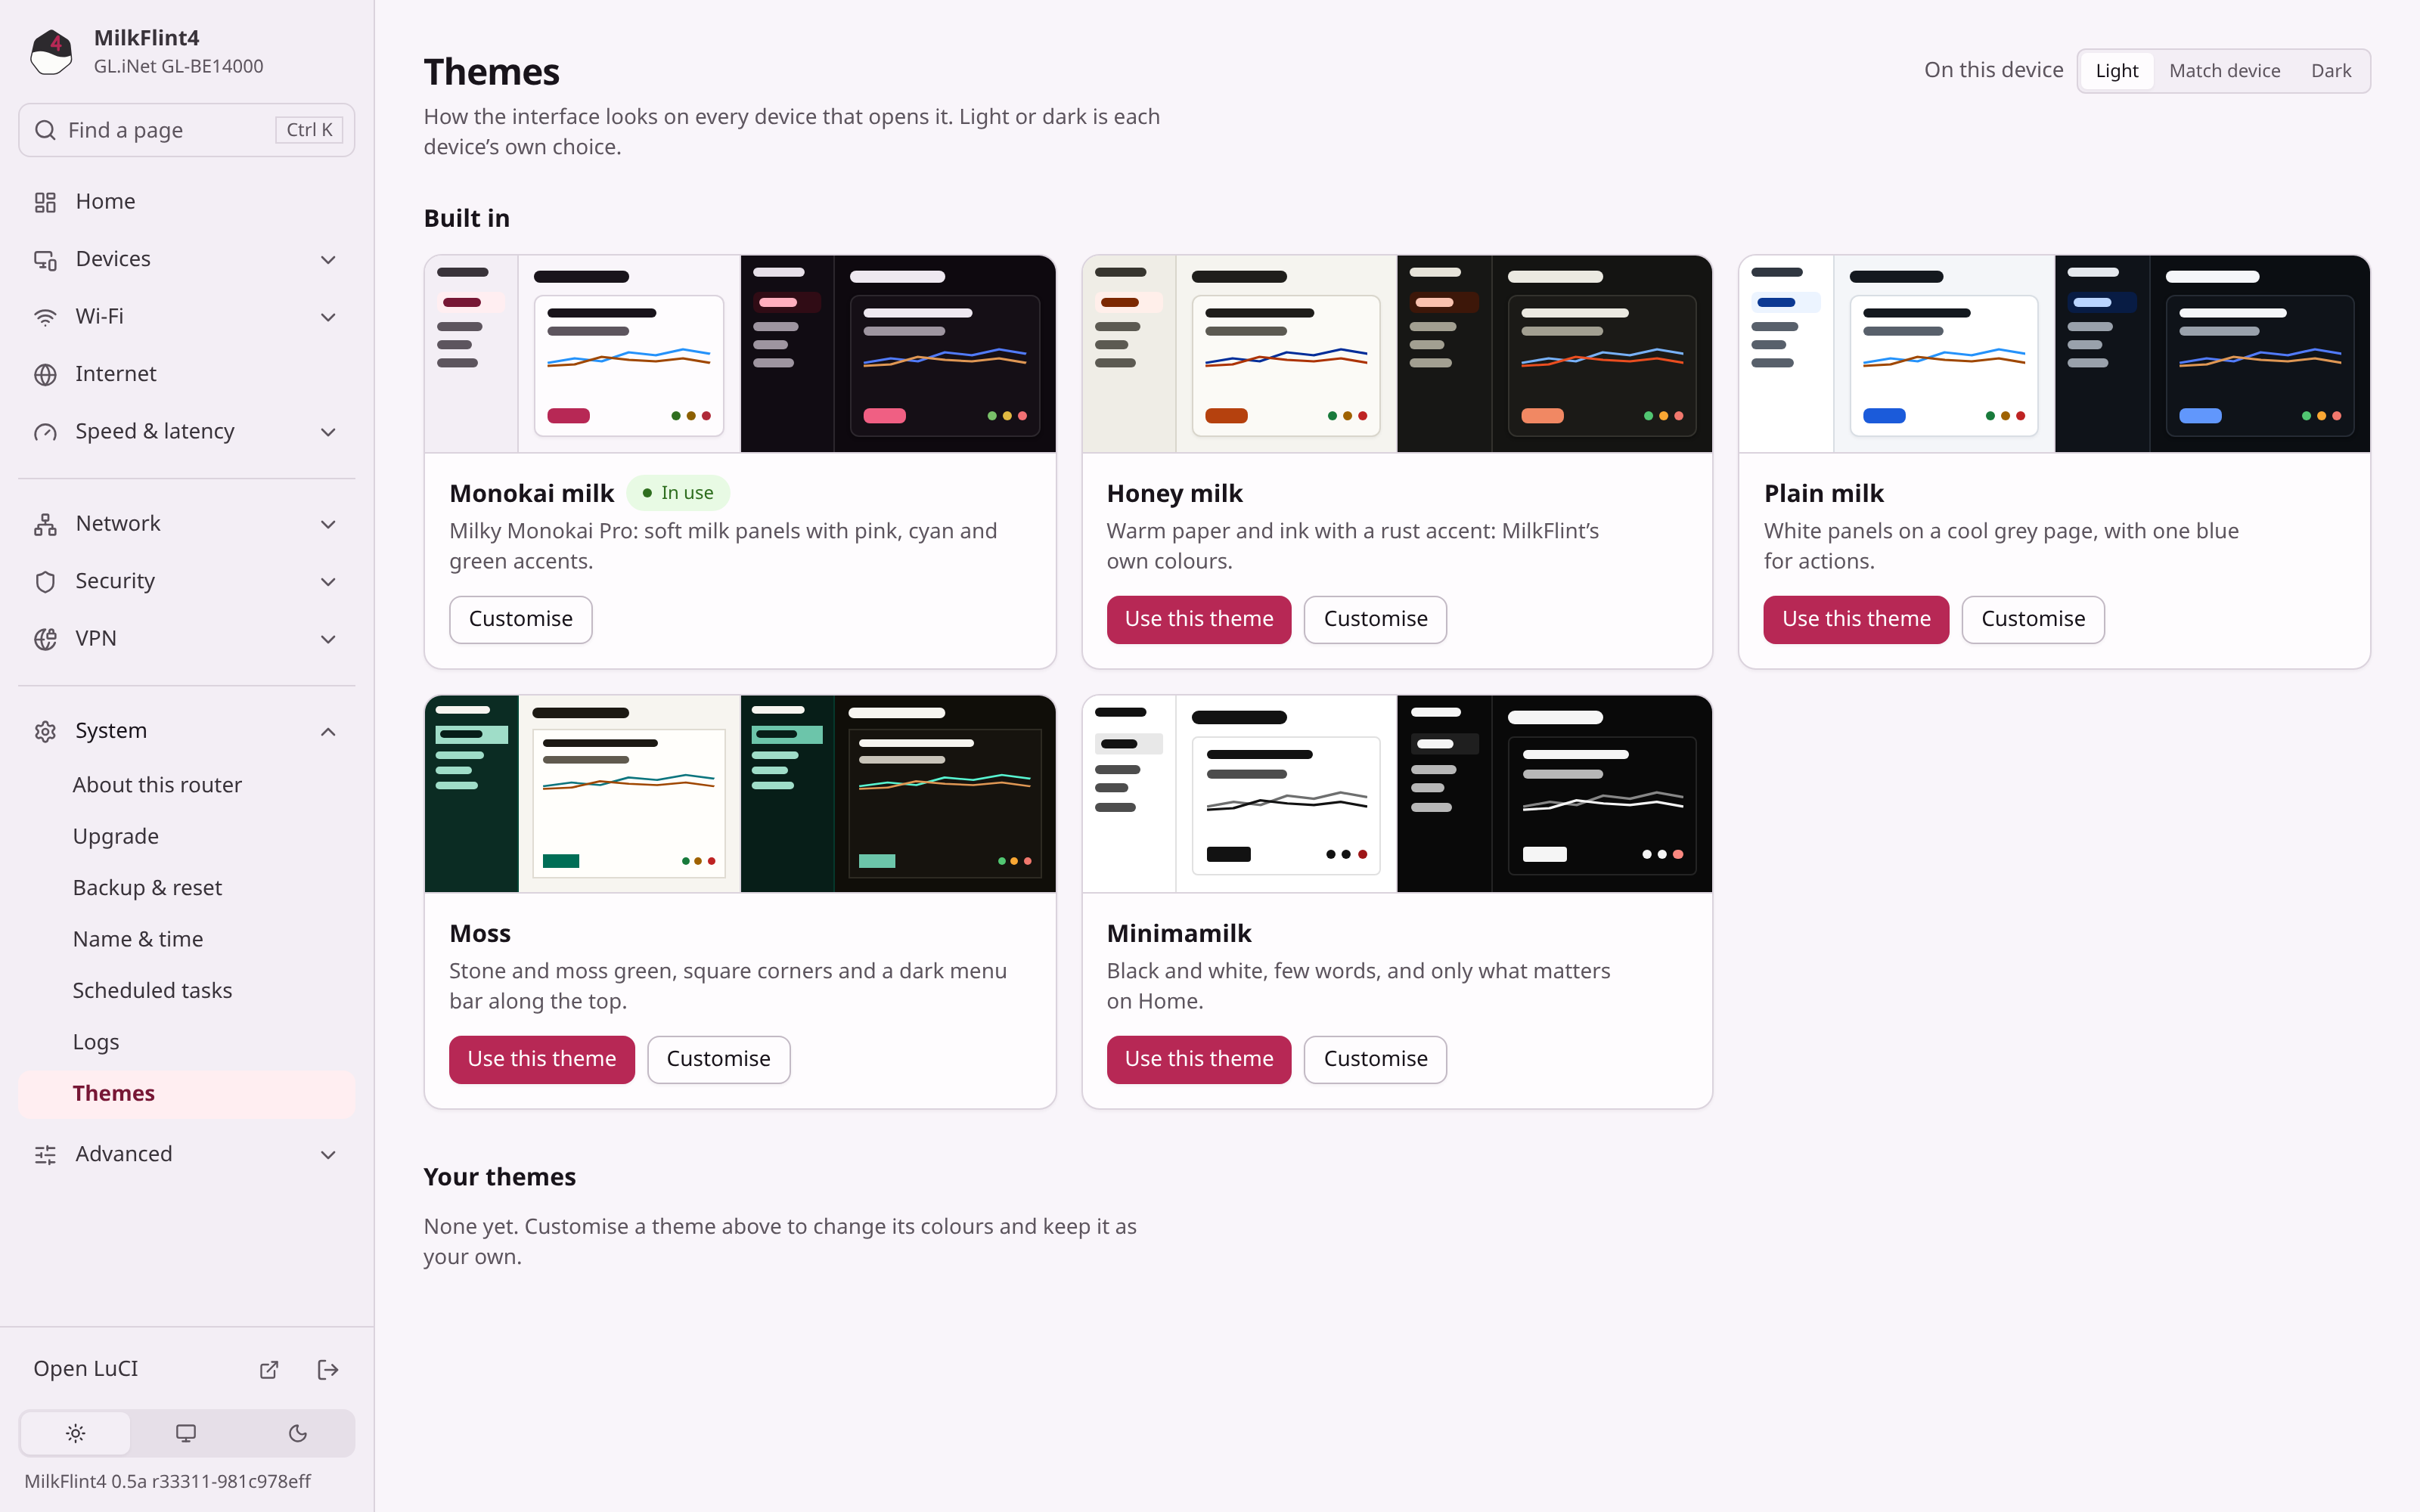 4
MilkFlint4
GL.iNet GL-BE14000
Find a page
Ctrl K
Home
Devices
Wi-Fi
Internet
Speed & latency
Network
Security
VPN
System
About this router
Upgrade
Backup & reset
Name & time
Scheduled tasks
Logs
Themes
Advanced
Open LuCI
MilkFlint4 0.5a r33311-981c978eff
Themes
How the interface looks on every device that opens it. Light or dark is each
device’s own choice.
On this device
Light
Match device
Dark
Built in
Monokai milk
In use
Milky Monokai Pro: soft milk panels with pink, cyan and
green accents.
Customise
Honey milk
Warm paper and ink with a rust accent: MilkFlint’s
own colours.
Use this theme
Customise
Plain milk
White panels on a cool grey page, with one blue
for actions.
Use this theme
Customise
Moss
Stone and moss green, square corners and a dark menu
bar along the top.
Use this theme
Customise
Minimamilk
Black and white, few words, and only what matters
on Home.
Use this theme
Customise
Your themes
None yet. Customise a theme above to change its colours and keep it as
your own.